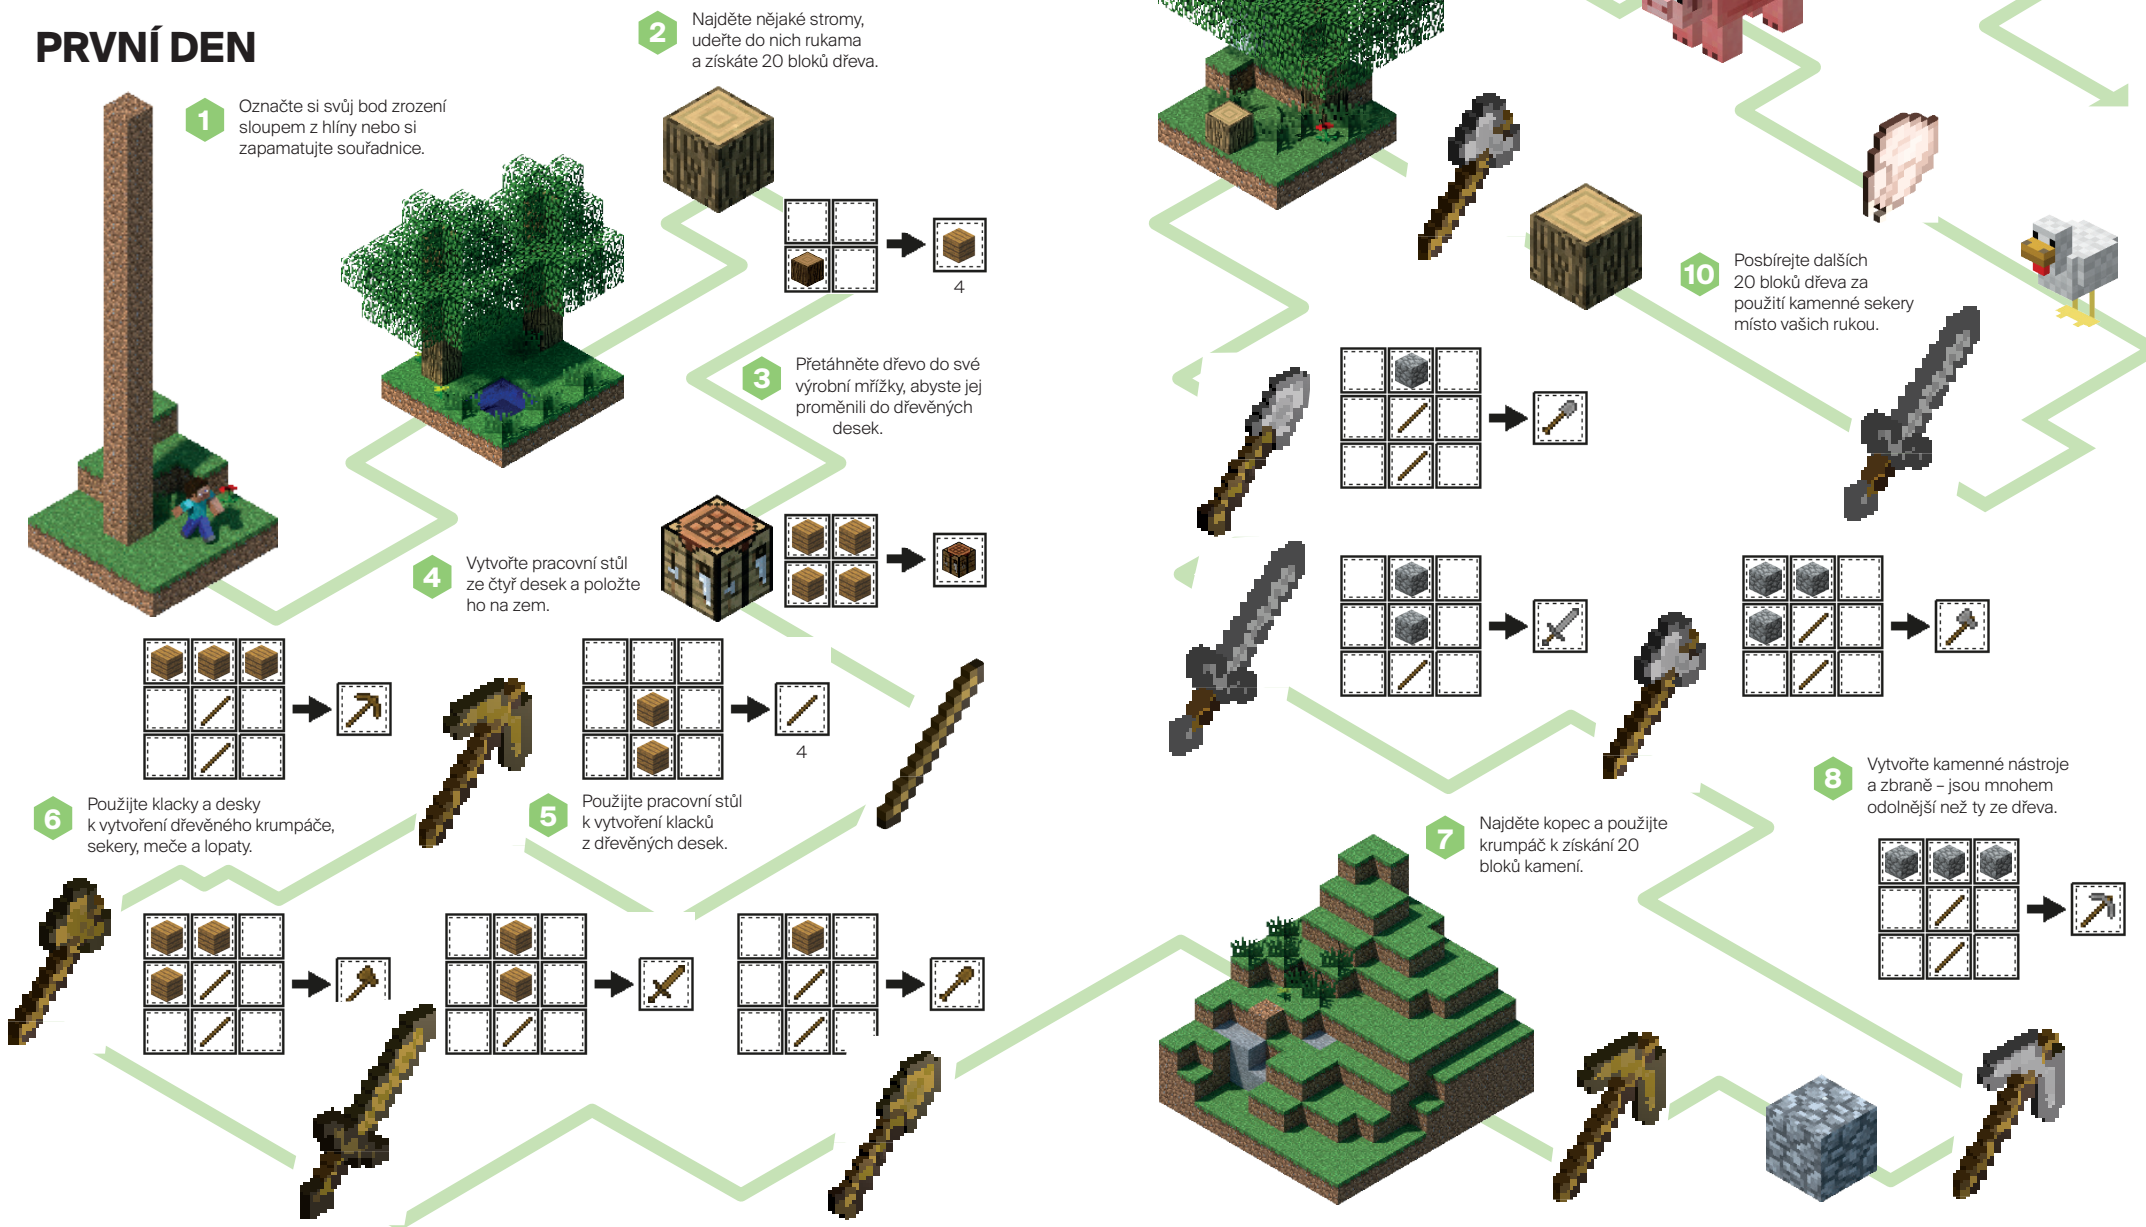 PRVNÍ DEN
1
Označte si svůj bod zrození
sloupem z hlíny nebo si
zapamatujte souřadnice.
2
Najděte nějaké stromy,
udeřte do nich rukama
a získáte 20 bloků dřeva.
4
3
Přetáhněte dřevo do své
výrobní mřížky, abyste jej
proměnili do dřevěných
desek.
4
Vytvořte pracovní stůl
ze čtyř desek a položte
ho na zem.
4
5
Použijte pracovní stůl
k vytvoření klacků
z dřevěných desek.
6
Použijte klacky a desky
k vytvoření dřevěného krumpáče,
sekery, meče a lopaty.
7
Najděte kopec a použijte
krumpáč k získání 20
bloků kamení.
8
Vytvořte kamenné nástroje
a zbraně – jsou mnohem
odolnější než ty ze dřeva.
10
Posbírejte dalších
20 bloků dřeva za
použití kamenné sekery
místo vašich rukou.